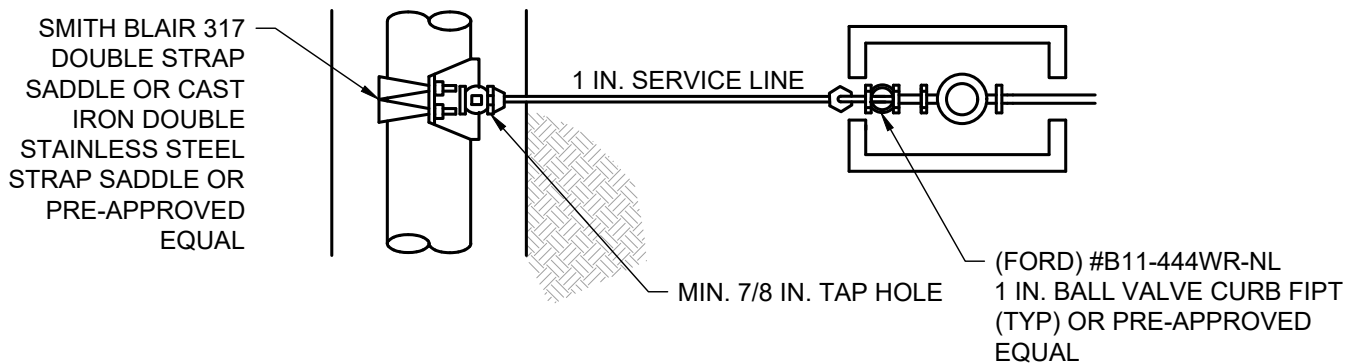 SMITH BLAIR 317
DOUBLE STRAP
SADDLE OR CAST
IRON DOUBLE
STAINLESS STEEL
STRAP SADDLE OR
PRE-APPROVED
EQUAL
1 IN. SERVICE LINE
MIN. 7/8 IN. TAP HOLE
(FORD) #B11-444WR-NL
1 IN. BALL VALVE CURB FIPT
(TYP) OR PRE-APPROVED
EQUAL